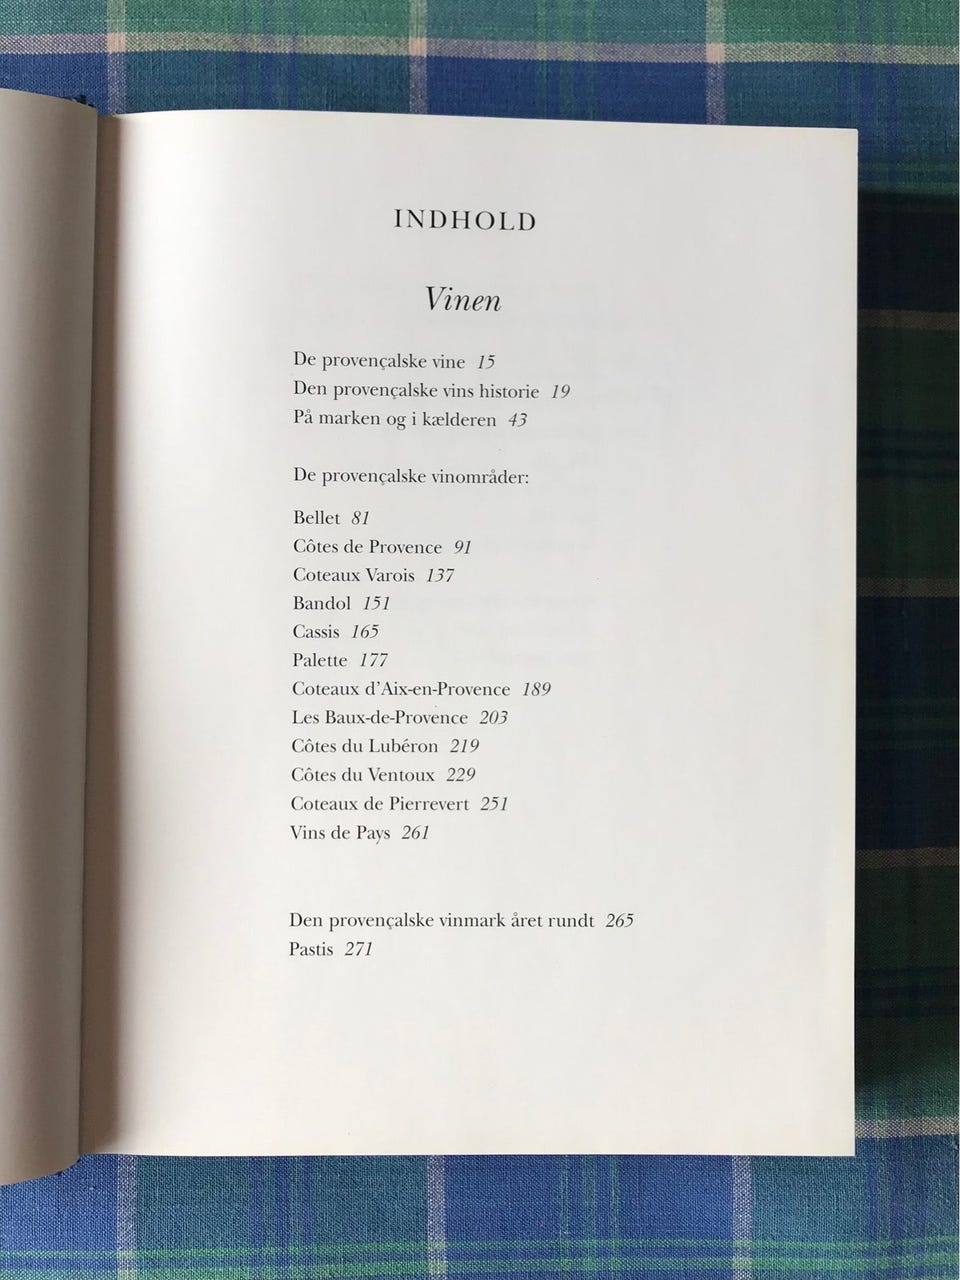 INDHOLD
Vinen
De provençalske vine 15
Den provençalske vins historie 19
På marken og i kælderen 43
De provençalske vinområder:
Bellet 81
Côtes de Provence 91
Coteaux Varois 137
Bandol 151
Cassis 165
Palette 177
Coteaux d'Aix-en-Provence 189
Les Baux-de-Provence 203
Côtes du Lubéron 219
Côtes du Ventoux 229
Coteaux de Pierrevert 251
Vins de Pays 261
Den provençalske vinmark året rundt 265
Pastis 271